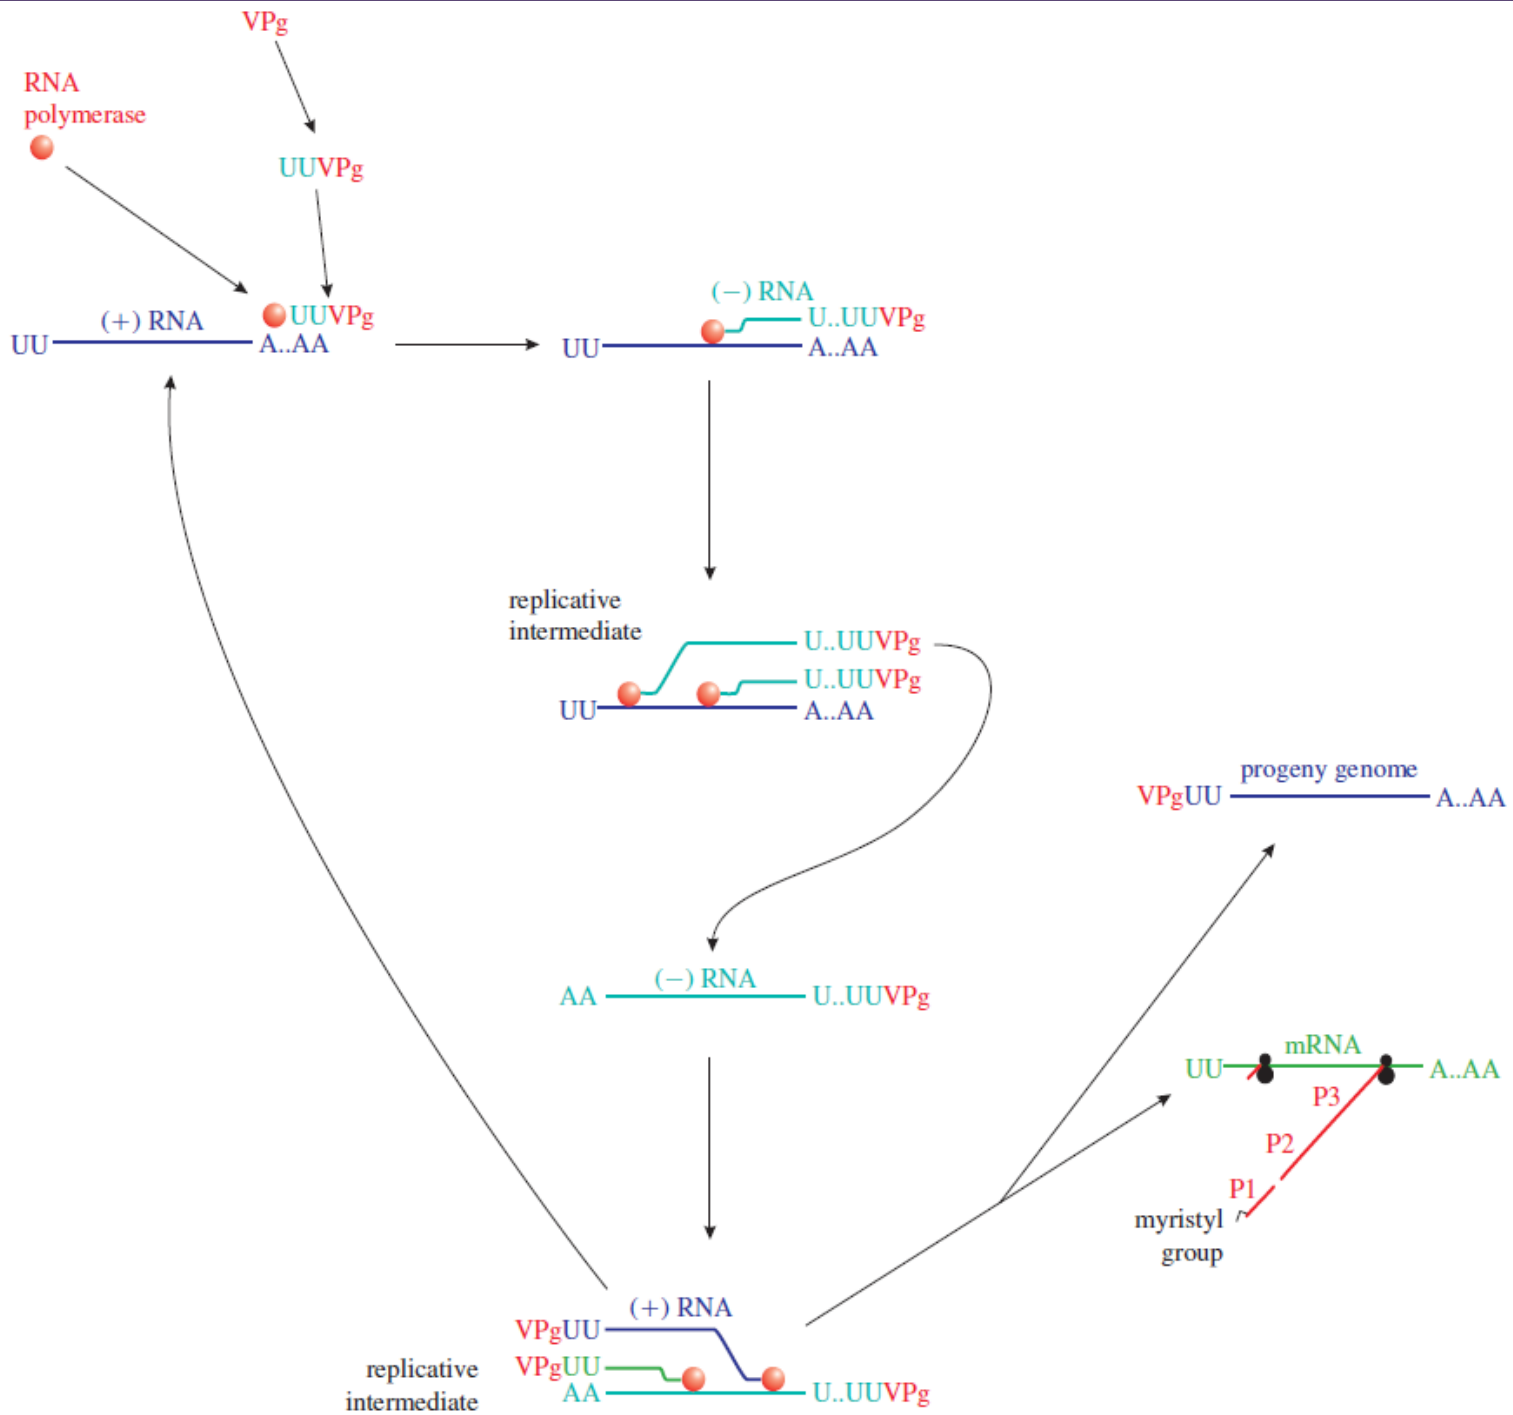 VPg
RNA
polymerase
UUVPg
(+) RNA
UUVPg
UU
A..AA
(−) RNA
U..UUVPg
UU
A..AA
replicative
intermediate
U..UUVPg
U..UUVPg
UU
A..AA
progeny genome
VPgUU
A..AA
(−) RNA
AA
U..UUVPg
mRNA
UU
A..AA
P3
P2
P1
myristyl
group
(+) RNA
VPgUU
VPgUU
replicative
intermediate
AA
U..UUVPg